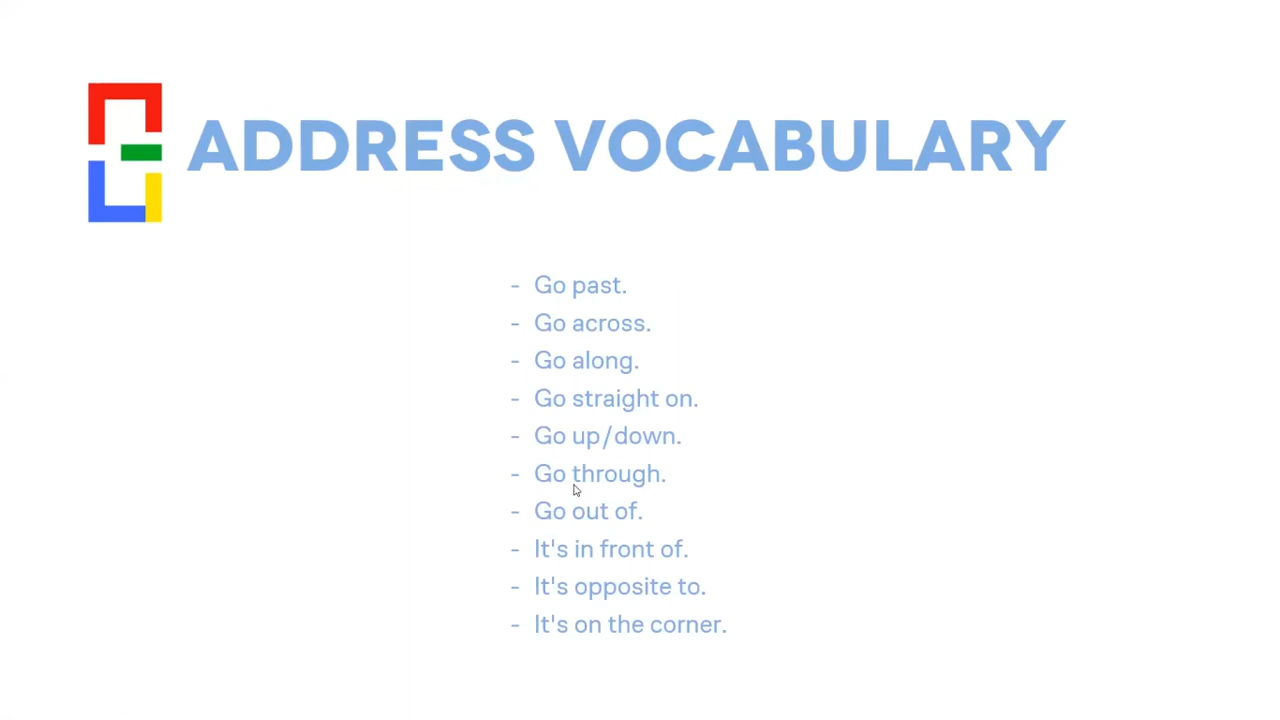 ADDRESS VOCABULARY
- Go past.
- Go across.
- Go along.
- Go straight on.
- Go up/down.
- Go through.
- Go out of.
- It's in front of.
- It's opposite to.
- It's on the corner.